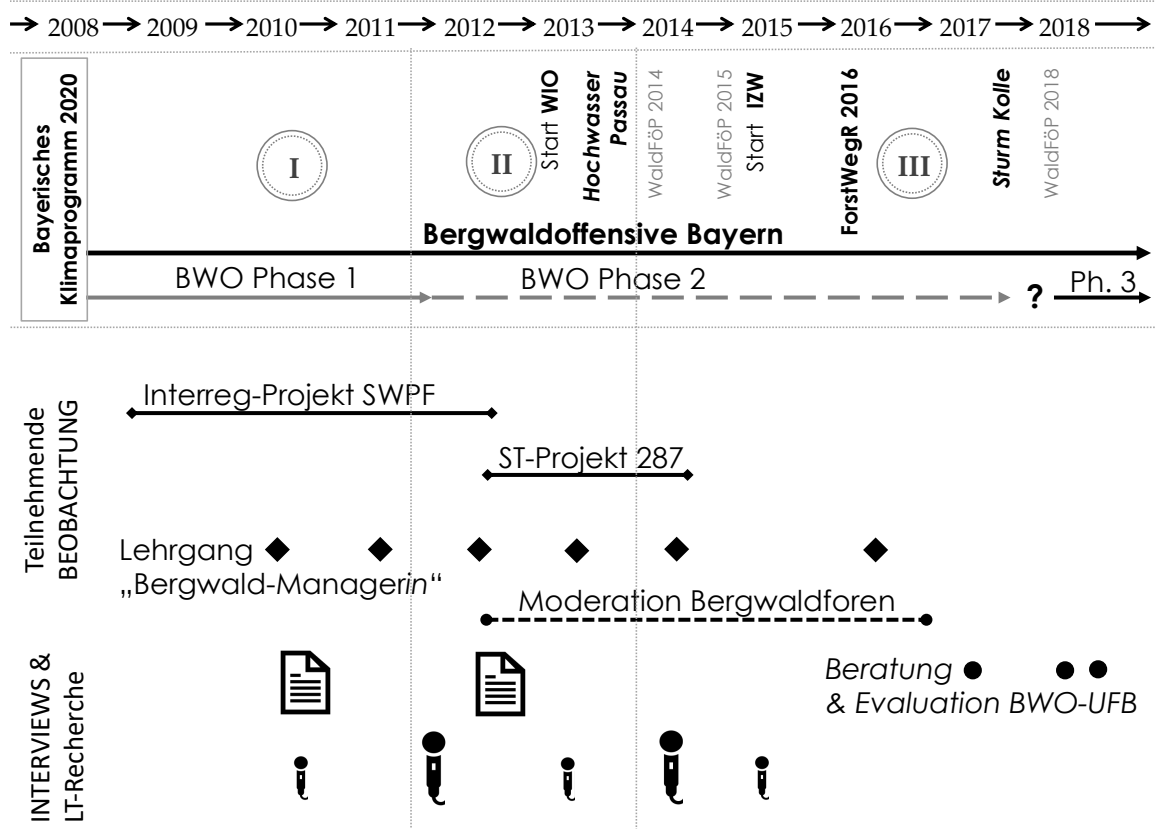 2008 2009 2010 2011 2012 2013 2014 2015 2016 2017 2018
Bayerisches
Klimaprogramm 2020
I
II
Start WIO
Hochwasser
Passau
WaldFöP 2014
WaldFöP 2015
Start IZW
ForstWegR 2016
III
Sturm Kolle
WaldFöP 2018
Bergwaldoffensive Bayern
BWO Phase 1
BWO Phase 2
?
Ph. 3
Teilnehmende
BEOBACHTUNG
Interreg-Projekt SWPF
ST-Projekt 287
Lehrgang
„Bergwald-Managerin“
Moderation Bergwaldforen
INTERVIEWS &
LT-Recherche
Beratung
& Evaluation BWO-UFB